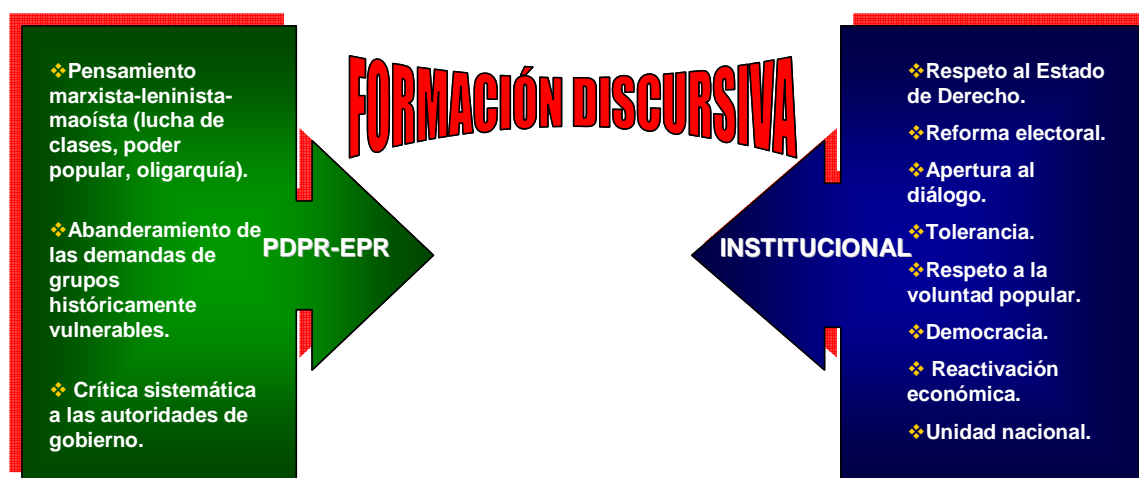 FORMACIÓN DISCURSIVA
❖Pensamiento
marxista-leninista-
maoísta (lucha de
clases, poder
popular, oligarquía).
❖Abanderamiento de
las demandas de
grupos
históricamente
vulnerables.
❖ Crítica sistemática
a las autoridades de
gobierno.
PDPR-EPR
INSTITUCIONAL
❖Respeto al Estado
de Derecho.
❖Reforma electoral.
❖Apertura al
diálogo.
❖Tolerancia.
❖Respeto a la
voluntad popular.
❖Democracia.
❖ Reactivación
económica.
❖Unidad nacional.